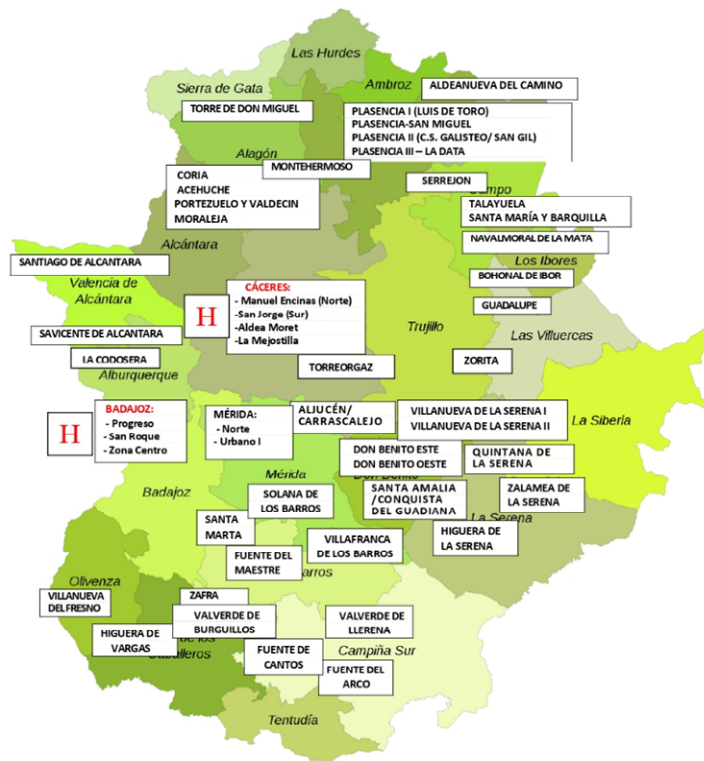 Las Hurdes
Ambroz
Sierra de Gata
ALDEANUEVA DEL CAMINO
TORRE DE DON MIGUEL
PLASENCIA I (LUIS DE TORO)
PLASENCIA-SAN MIGUEL
PLASENCIA II (C.S. GALISTEO/ SAN GIL)
PLASENCIA III – LA DATA
Alagón
MONTEHERMOSO
CORIA
ACEHUCHE
PORTEZUELO Y VALDECIN
MORALEJA
SERREJON
TALAYUELA
SANTA MARÍA Y BARQUILLA
NAVALMORAL DE LA MATA
Alcántara
SANTIAGO DE ALCANTARA
Los Ibores
BOHONAL DE IBOR
Valencia de
Alcántara
H
CÁCERES:
- Manuel Encinas (Norte)
-San Jorge (Sur)
-Aldea Moret
-La Mejostilla
GUADALUPE
Trujillo
Las Villuercas
SAVICENTE DE ALCANTARA
LA CODOSERA
Alburquerque
TORREORGAZ
ZORITA
H
BADAJOZ:
- Progreso
- San Roque
- Zona Centro
MÉRIDA:
- Norte
- Urbano I
ALJUCÉN/
CARRASCALEJO
VILLANUEVA DE LA SERENA I
VILLANUEVA DE LA SERENA II
La Siberia
DON BENITO ESTE
DON BENITO OESTE
QUINTANA DE
LA SERENA
Mérida
Badajoz
SOLANA DE
LOS BARROS
SANTA AMALIA
/CONQUISTA
DEL GUADIANA
ZALAMEA DE
LA SERENA
La Serena
SANTA
MARTA
VILLAFRANCA
DE LOS BARROS
HIGUERA DE
LA SERENA
FUENTE DEL
MAESTRE
Olivenza
VILLANUEVA
DEL FRESNO
ZAFRA
VALVERDE DE
BURGUILLOS
VALVERDE DE
LLERENA
HIGUERA DE
VARGAS
de los
FUENTE DE
CANTOS
Campiña Sur
FUENTE DEL
ARCO
Tentudía